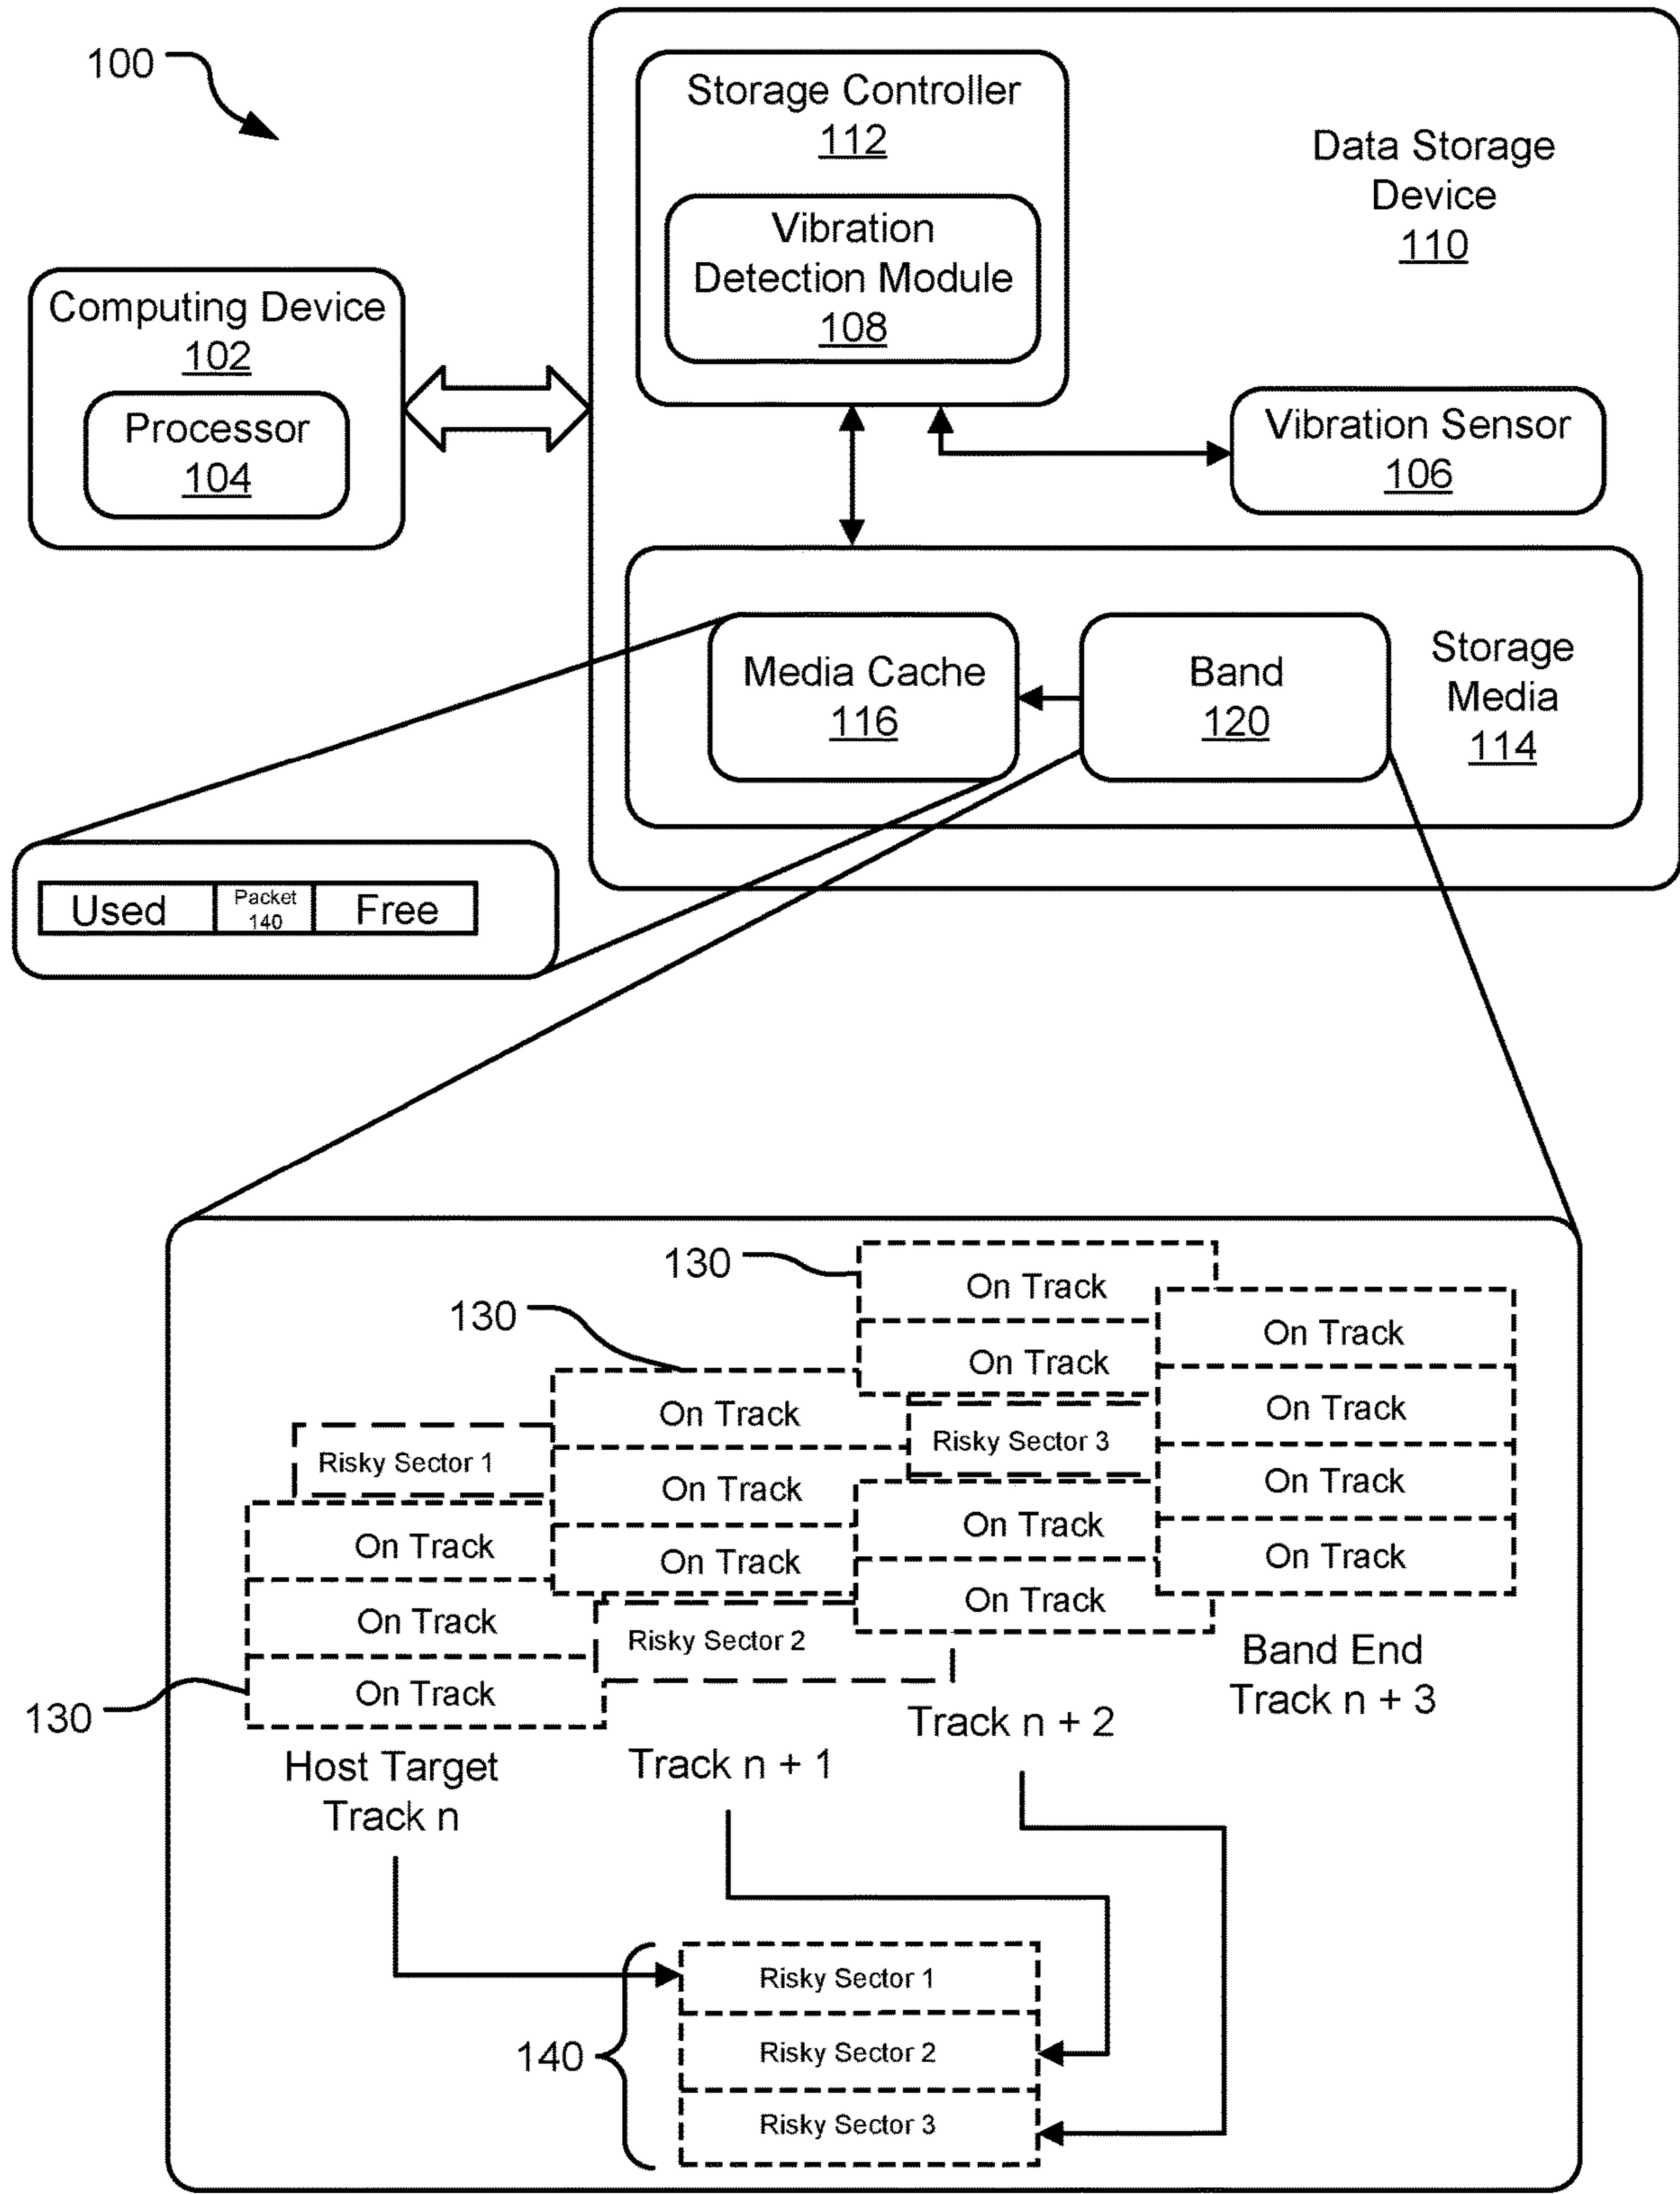 100
Storage Controller
112
Vibration
Detection Module
108
Data Storage
Device
110
Computing Device
102
Processor
104
Vibration Sensor
106
Media Cache
116
Band
120
Storage
Media
114
Used
Packet
140
Free
130
On Track
On Track
Risky Sector 3
On Track
On Track
130
On Track
On Track
On Track
Risky Sector 2
Risky Sector 1
On Track
On Track
On Track
130
On Track
On Track
On Track
On Track
Band End
Track n + 3
Track n + 2
Track n + 1
Host Target
Track n
140
Risky Sector 1
Risky Sector 2
Risky Sector 3